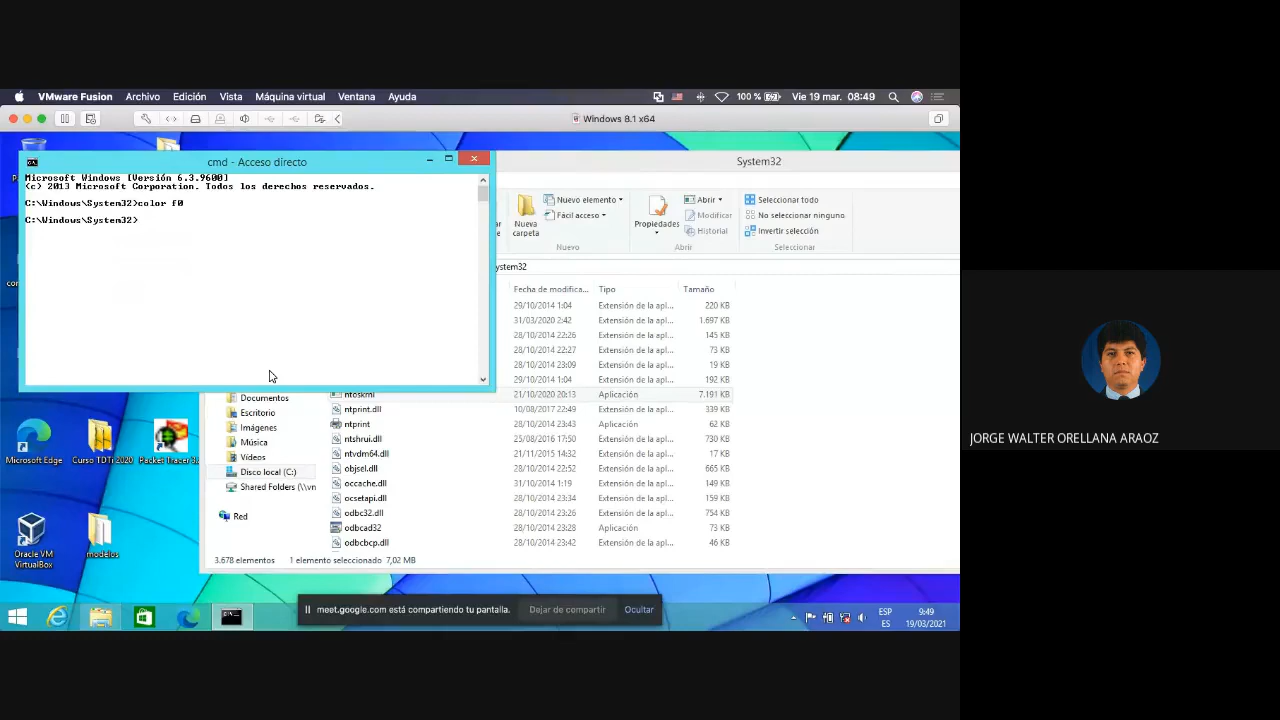 VMware Fusion Archivo Edición Vista Máquina virtual Ventana Ayuda
100 % Vie 19 mar. 08:49
Windows 8.1 x64
cmd - Acceso directo
Microsoft Windows [Versión 6.3.9600]
(c) 2013 Microsoft Corporation. Todos los derechos reservados.
C:\Windows\System32>color f0
C:\Windows\System32>
System32
Nueva carpeta
Nuevo elemento
Fácil acceso
Nuevo
Propiedades
Abrir
Modificar
Historial
Abrir
Seleccionar todo
No seleccionar ninguno
Invertir selección
Seleccionar
ystem32
Fecha de modifica... Tipo Tamaño
29/10/2014 1:04 Extensión de la apl... 220 KB
31/03/2020 2:42 Extensión de la apl... 1.697 KB
28/10/2014 22:26 Extensión de la apl... 145 KB
28/10/2014 22:27 Extensión de la apl... 73 KB
28/10/2014 23:09 Extensión de la apl... 19 KB
29/10/2014 1:04 Extensión de la apl... 192 KB
ntoskrnl 21/10/2020 20:13 Aplicación 7.191 KB
ntprint.dll 10/08/2017 22:49 Extensión de la apl... 339 KB
ntprint 28/10/2014 23:43 Aplicación 62 KB
ntshrui.dll 25/08/2016 17:50 Extensión de la apl... 730 KB
ntvdm64.dll 21/11/2015 14:32 Extensión de la apl... 17 KB
objsel.dll 28/10/2014 22:52 Extensión de la apl... 665 KB
occache.dll 31/10/2014 1:19 Extensión de la apl... 149 KB
ocsetapi.dll 28/10/2014 23:34 Extensión de la apl... 159 KB
odbc32.dll 28/10/2014 23:26 Extensión de la apl... 754 KB
odbcad32 28/10/2014 23:28 Aplicación 73 KB
odbcbcp.dll 28/10/2014 23:42 Extensión de la apl... 46 KB
Documentos
Escritorio
Imágenes
Música
Vídeos
Disco local (C:)
Shared Folders (\\vn
Red
3.678 elementos 1 elemento seleccionado 7,02 MB
Microsoft Edge
Curso TDTi 2020
Packet Tracer
Oracle VM VirtualBox
modelos
meet.google.com está compartiendo tu pantalla. Dejar de compartir Ocultar
ESP
ES
9:49
19/03/2021
JORGE WALTER ORELLANA ARAOZ